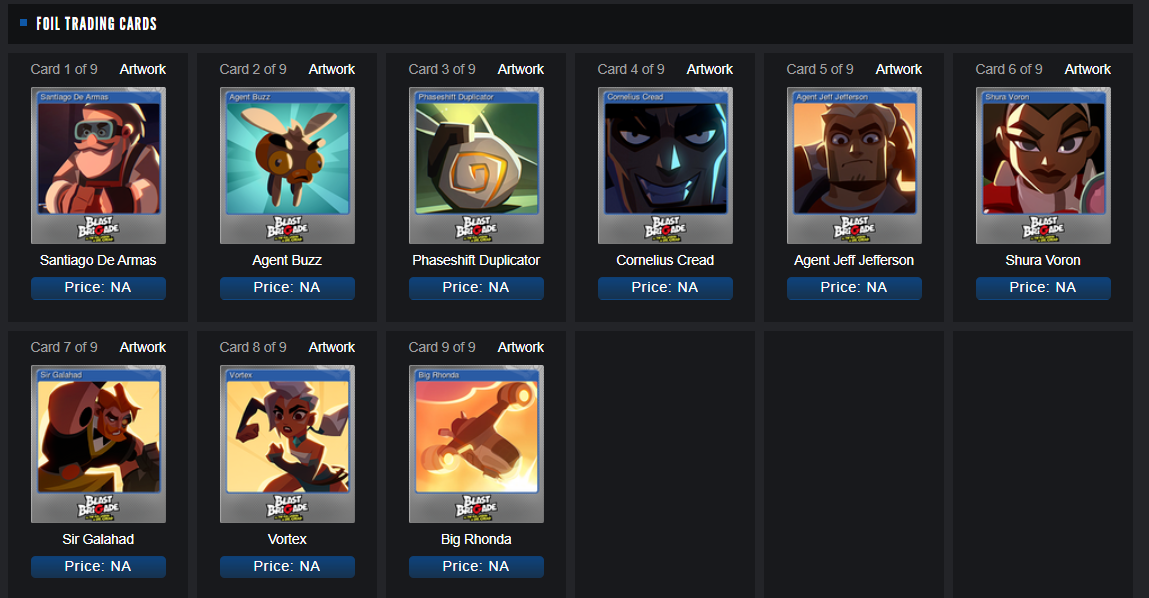 FOIL TRADING CARDS
Card 1 of 9 Artwork
Card 2 of 9 Artwork
Card 3 of 9 Artwork
Card 4 of 9 Artwork
Card 5 of 9 Artwork
Card 6 of 9 Artwork
Santiago De Armas
Agent Buzz
Phaseshift Duplicator
Cornelius Cread
Agent Jeff Jefferson
Shura Voron
BLAST
BRIGADE
BLAST
BRIGADE
BLAST
BRIGADE
BLAST
BRIGADE
BLAST
BRIGADE
BLAST
BRIGADE
Santiago De Armas
Agent Buzz
Phaseshift Duplicator
Cornelius Cread
Agent Jeff Jefferson
Shura Voron
Price: NA
Price: NA
Price: NA
Price: NA
Price: NA
Price: NA
Card 7 of 9 Artwork
Card 8 of 9 Artwork
Card 9 of 9 Artwork
Sir Galahad
Vortex
Big Rhonda
BLAST
BRIGADE
BLAST
BRIGADE
BLAST
BRIGADE
Sir Galahad
Vortex
Big Rhonda
Price: NA
Price: NA
Price: NA